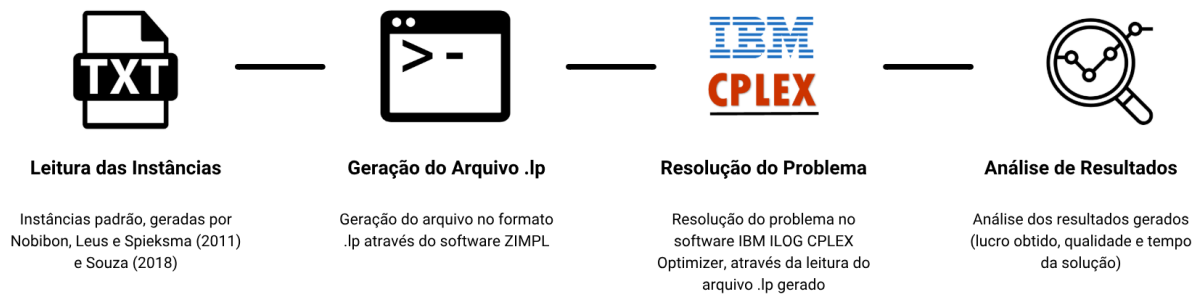 TXT
>-
IBM
CPLEX
Leitura das Instâncias
Instâncias padrão, geradas por
Nobibon, Leus e Spieksma (2011)
e Souza (2018)
Geração do Arquivo .lp
Geração do arquivo no formato
.lp através do software ZIMPL
Resolução do Problema
Resolução do problema no
software IBM ILOG CPLEX
Optimizer, através da leitura do
arquivo .lp gerado
Análise de Resultados
Análise dos resultados gerados
(lucro obtido, qualidade e tempo
da solução)